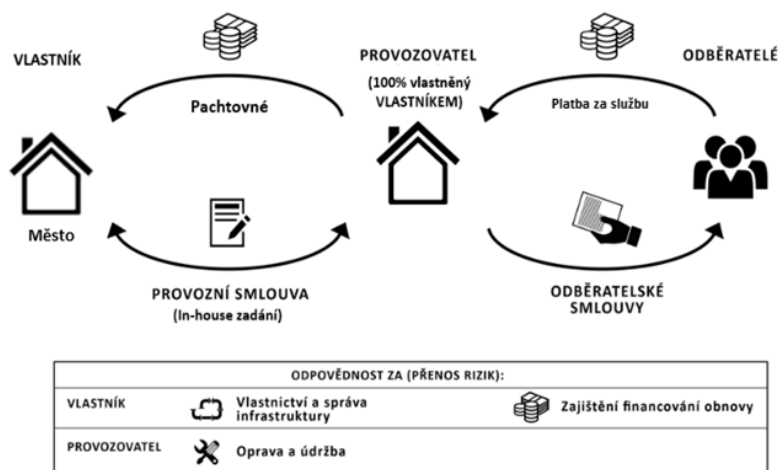 VLASTNÍK
PROVOZOVATEL
(100% vlastněný
VLASTNÍKEM)
ODBĚRATELÉ
Pachtovné
Platba za službu
Město
PROVOZNÍ SMLOUVA
(In-house zadání)
ODBĚRATELSKÉ
SMLOUVY
ODPOVĚDNOST ZA (PŘENOS RIZIK):
VLASTNÍK
Vlastnictví a správa
infrastruktury
Zajištění financování obnovy
PROVOZOVATEL
Oprava a údržba